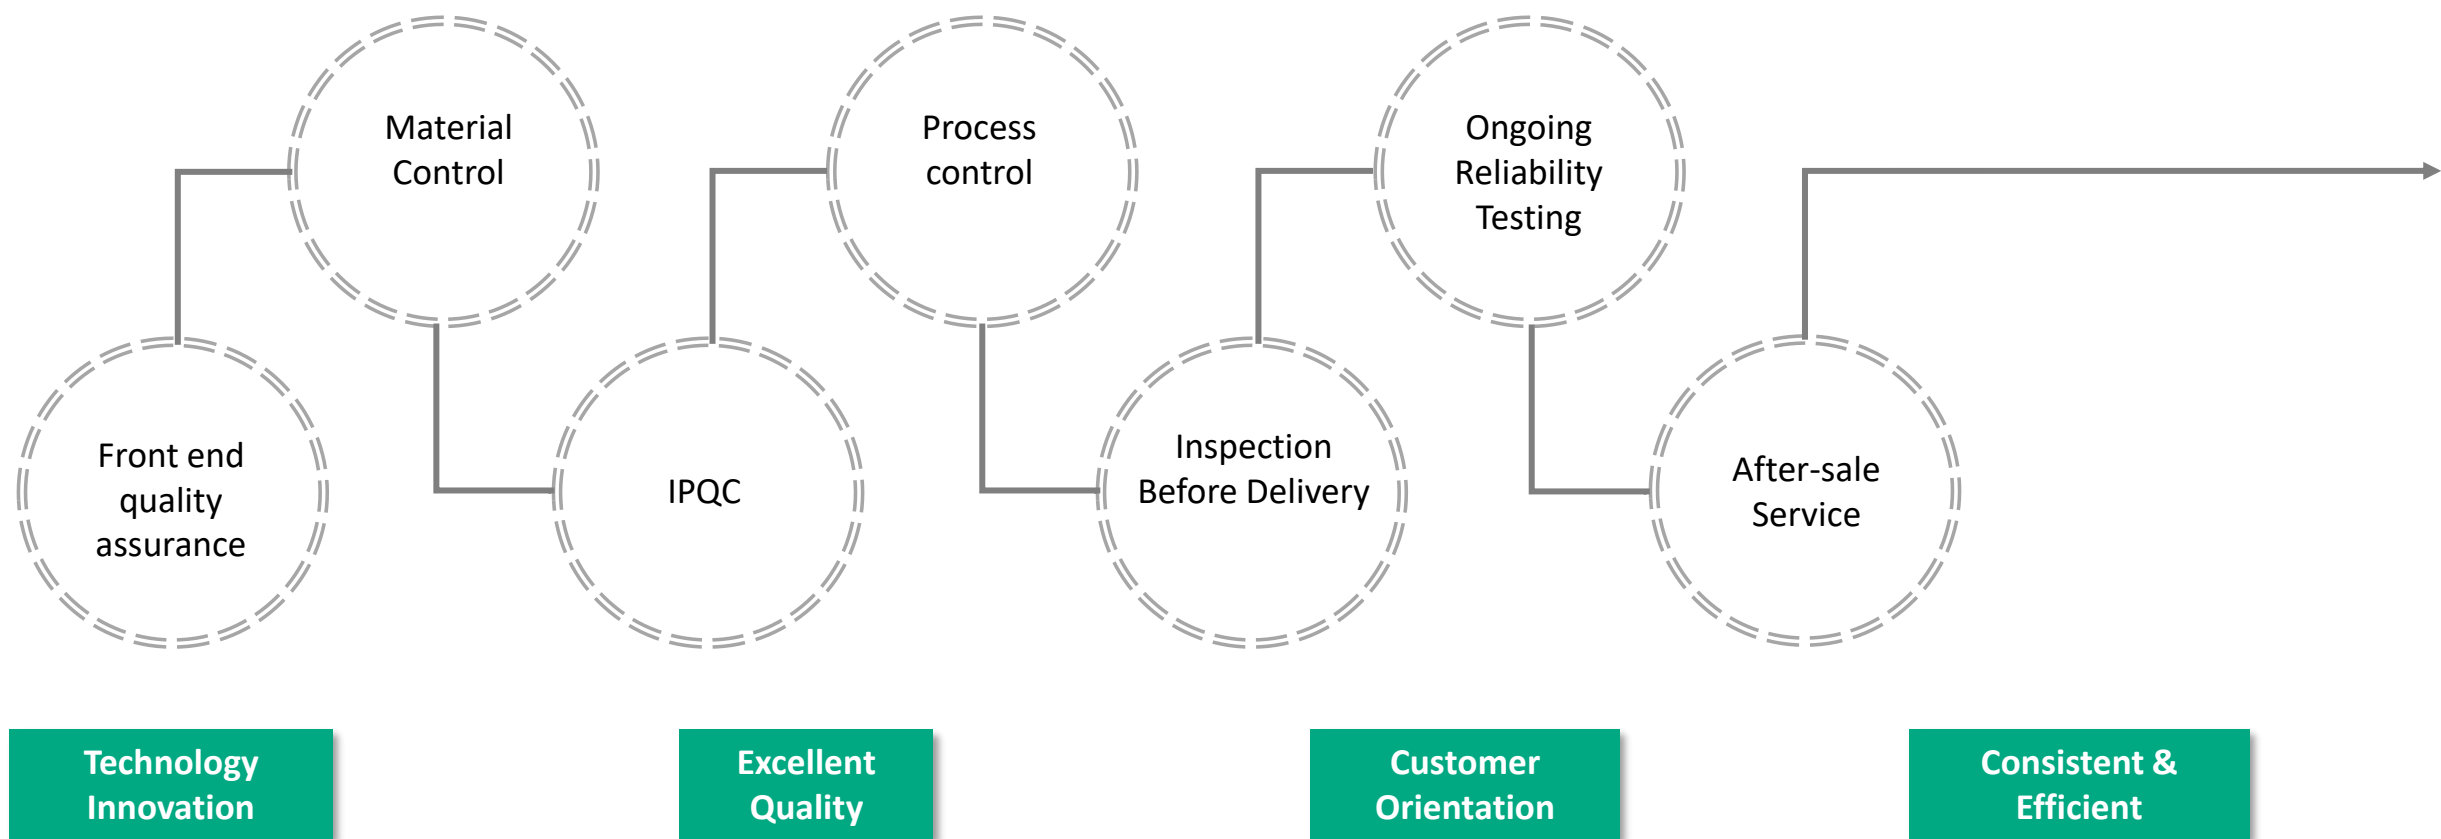 Front end
quality
assurance
Material
Control
IPQC
Process
control
Inspection
Before Delivery
Ongoing
Reliability
Testing
After-sale
Service
Technology
Innovation
Excellent
Quality
Customer
Orientation
Consistent &
Efficient